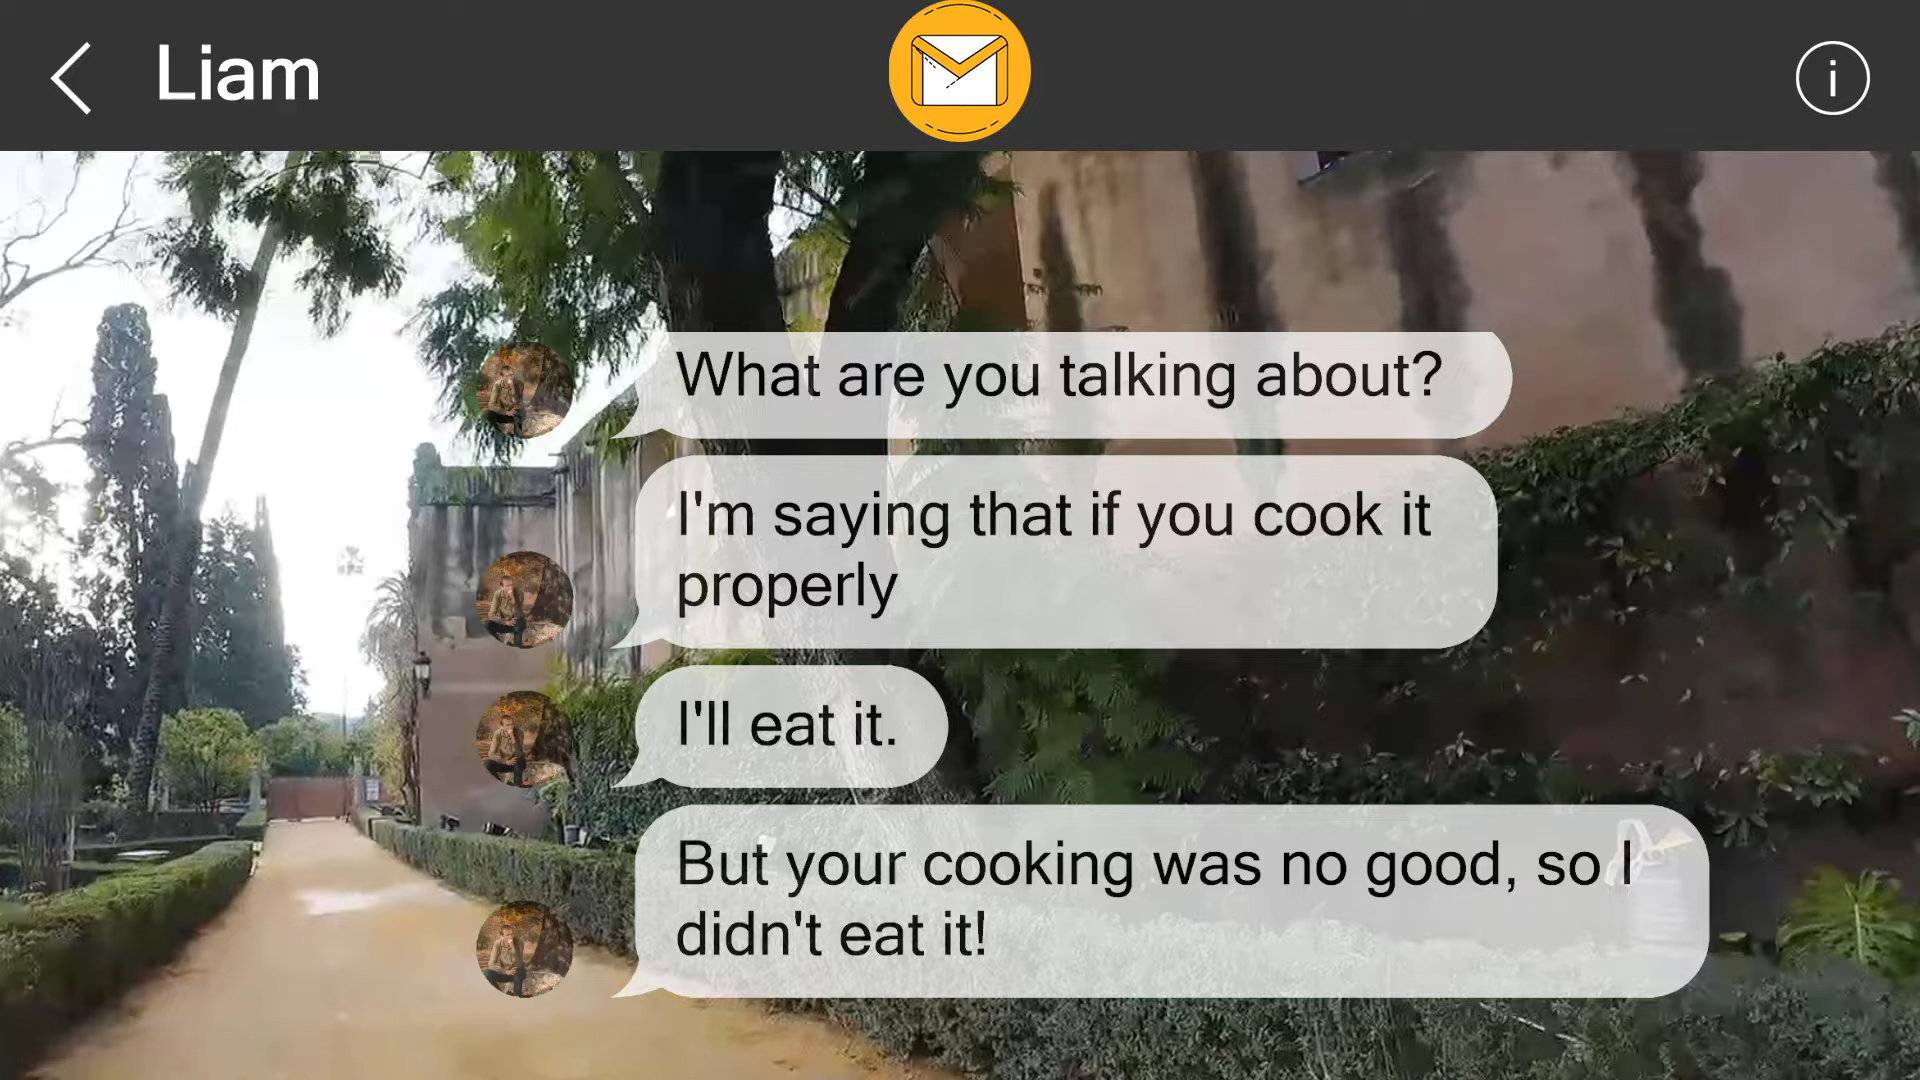 Liam
What are you talking about?
I'm saying that if you cook it
properly
I'll eat it.
But your cooking was no good, so I
didn't eat it!